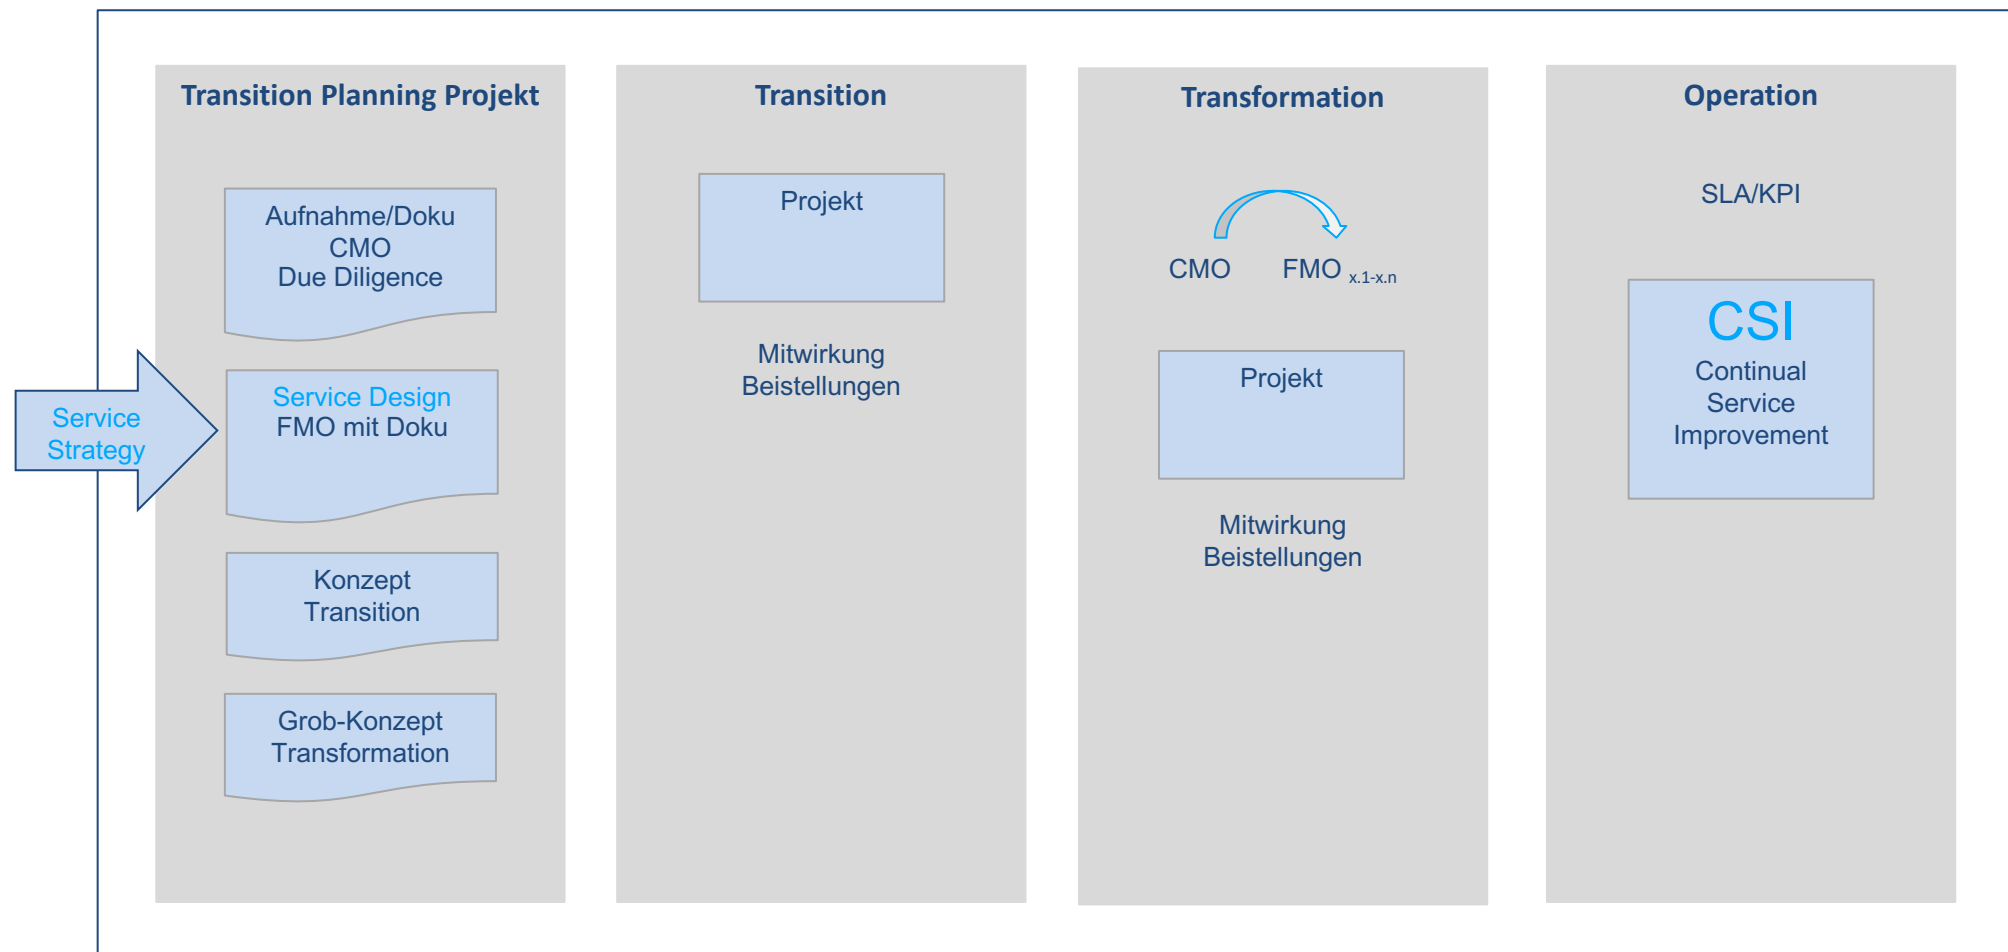 Transition Planning Projekt
Aufnahme/Doku
CMO
Due Diligence
Service
Strategy
Service Design
FMO mit Doku
Konzept
Transition
Grob-Konzept
Transformation
Transition
Projekt
Mitwirkung
Beistellungen
Transformation
CMO FMO x.1-x.n
Projekt
Mitwirkung
Beistellungen
Operation
SLA/KPI
CSI
Continual
Service
Improvement